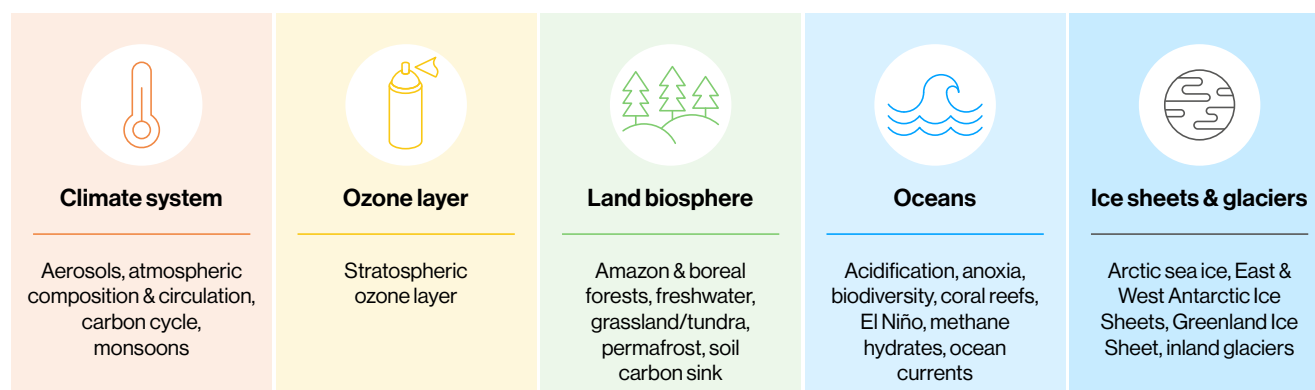 Climate system
Aerosols, atmospheric
composition & circulation,
carbon cycle,
monsoons
Ozone layer
Stratospheric
ozone layer
Land biosphere
Amazon & boreal
forests, freshwater,
grassland/tundra,
permafrost, soil
carbon sink
Oceans
Acidification, anoxia,
biodiversity, coral reefs,
El Niño, methane
hydrates, ocean
currents
Ice sheets & glaciers
Arctic sea ice, East &
West Antarctic Ice
Sheets, Greenland Ice
Sheet, inland glaciers